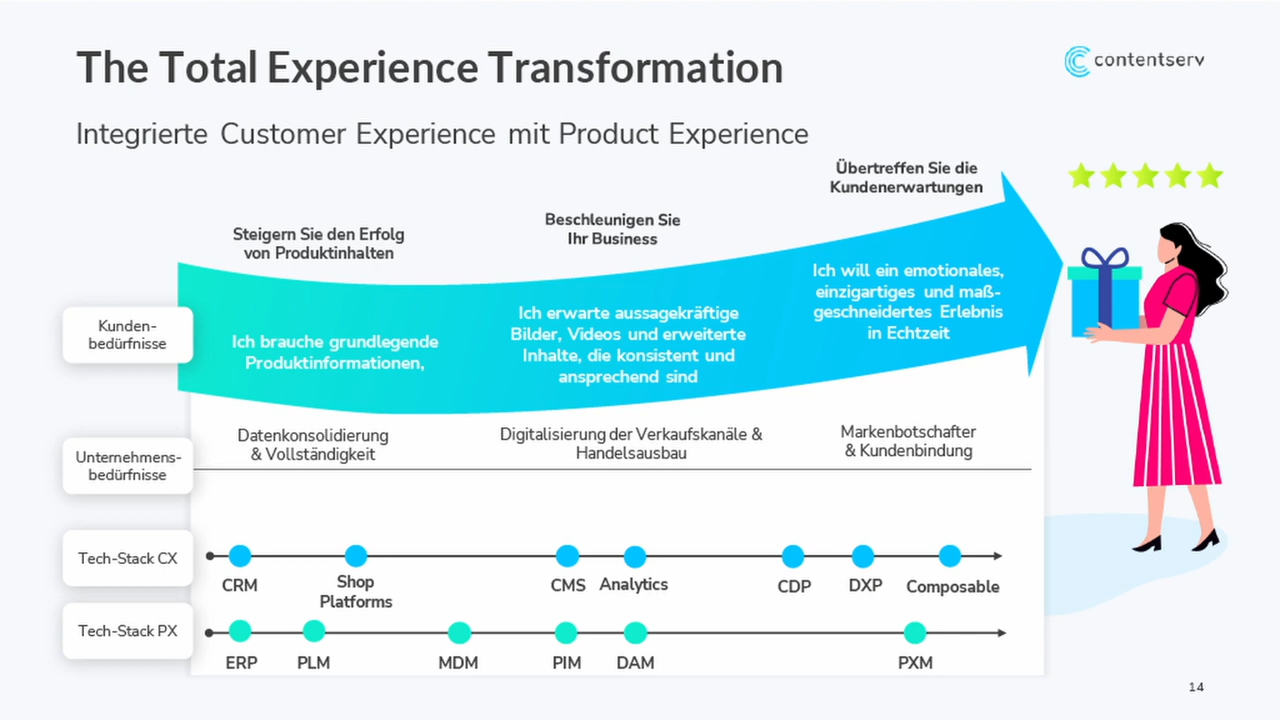 The Total Experience Transformation
contentserv
Integrierte Customer Experience mit Product Experience
Übertreffen Sie die
Kundenerwartungen
Beschleunigen Sie
Ihr Business
Steigern Sie den Erfolg
von Produktinhalten
Kunden-
bedürfnisse
Ich brauche grundlegende
Produktinformationen,
Ich erwarte aussagekräftige
Bilder, Videos und erweiterte
Inhalte, die konsistent und
ansprechend sind
Ich will ein emotionales,
einzigartiges und maß-
geschneidertes Erlebnis
in Echtzeit
Unternehmens-
bedürfnisse
Datenkonsolidierung
& Vollständigkeit
Digitalisierung der Verkaufskanäle &
Handelsausbau
Markenbotschafter
& Kundenbindung
Tech-Stack CX
CRM
Shop
Platforms
CMS
Analytics
CDP
DXP
Composable
Tech-Stack PX
ERP
PLM
MDM
PIM
DAM
PXM
14